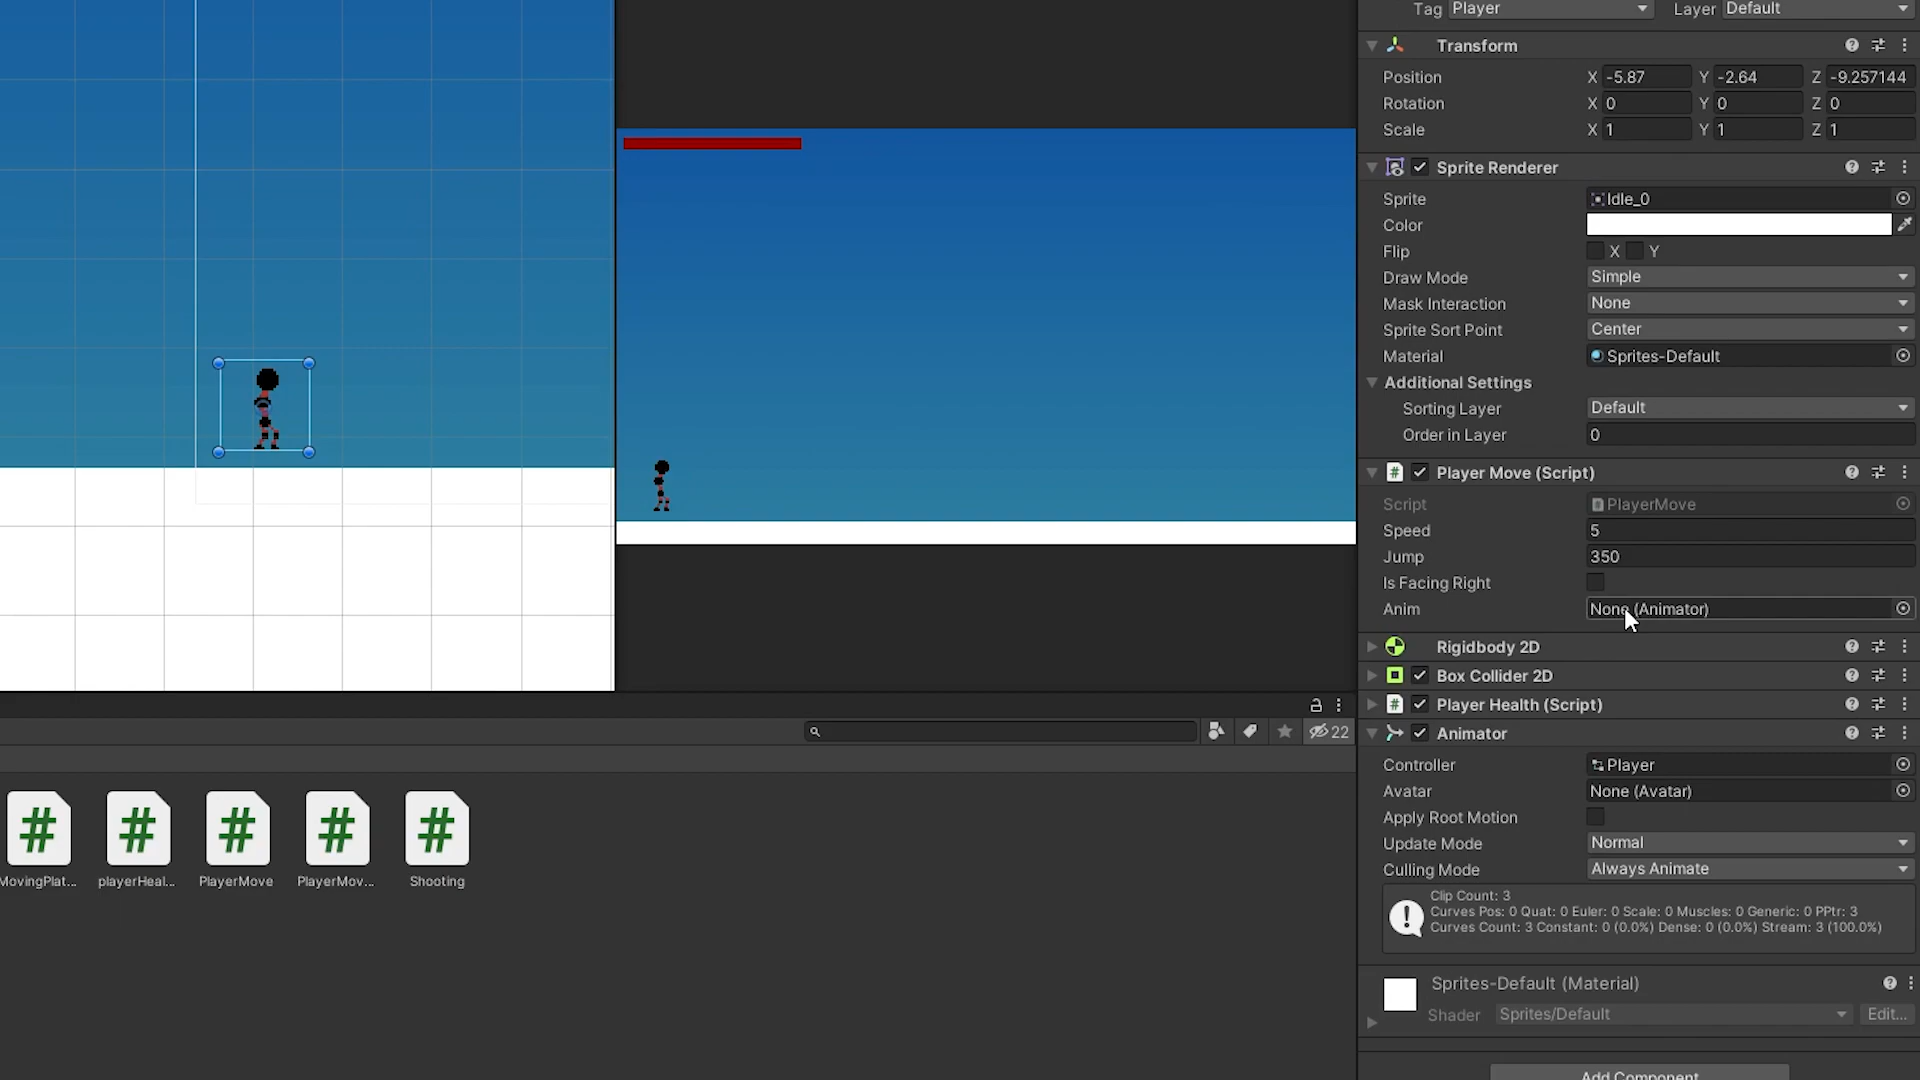 Tag Player Layer Default
Transform
Position X -5.87 Y -2.64 Z -9.257144
Rotation X 0 Y 0 Z 0
Scale X 1 Y 1 Z 1
Sprite Renderer
Sprite Idle_0
Color
Flip X Y
Draw Mode Simple
Mask Interaction None
Sprite Sort Point Center
Material Sprites-Default
Additional Settings
Sorting Layer Default
Order in Layer 0
# Player Move (Script)
Script PlayerMove
Speed 5
Jump 350
Is Facing Right
Anim None (Animator)
Rigidbody 2D
Box Collider 2D
# Player Health (Script)
Animator
Controller Player
Avatar None (Avatar)
Apply Root Motion
Update Mode Normal
Culling Mode Always Animate
Clip Count: 3
Curves Pos: 0 Quat: 0 Euler: 0 Scale: 0 Muscles: 0 Generic: 0 PPtr: 3
Curves Count: 3 Constant: 0 (0.0%) Dense: 0 (0.0%) Stream: 3 (100.0%)
Sprites-Default (Material)
Shader Sprites/Default Edit...
Add Component
22
# # # # #
MovingPlat... playerHeal... PlayerMove PlayerMov... Shooting